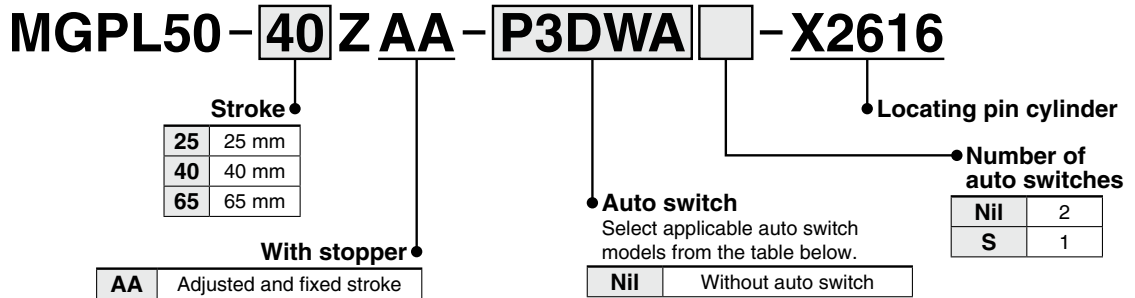 MGPL50-40ZAA-P3DWA -X2616
Stroke
25 25 mm
40 40 mm
65 65 mm
With stopper
AA Adjusted and fixed stroke
Auto switch
Select applicable auto switch
models from the table below.
Nil Without auto switch
Locating pin cylinder
Number of
auto switches
Nil 2
S 1